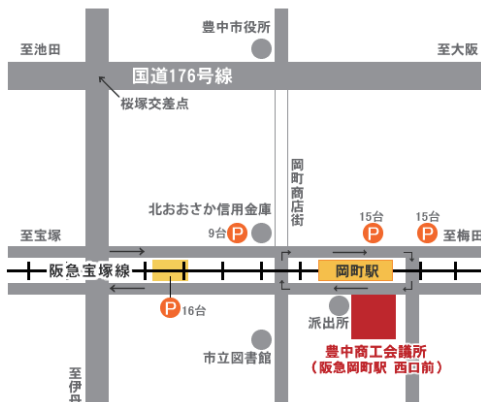 豊中市役所
至池田
至大阪
国道176号線
桜塚交差点
岡町商店街
北おおさか信用金庫
9台
P
15台
P
15台
P
至宝塚
至梅田
阪急宝塚線
岡町駅
P
16台
派出所
市立図書館
豊中商工会議所
(阪急岡町駅 西口前)
至伊丹